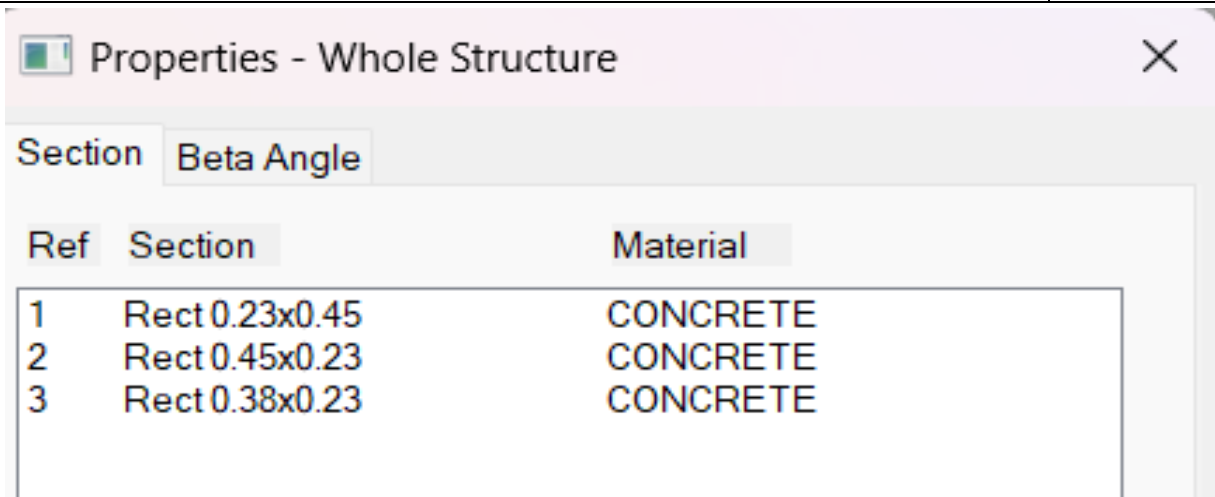 Properties - Whole Structure
Section Beta Angle
Ref Section Material
1 Rect 0.23x0.45 CONCRETE
2 Rect 0.45x0.23 CONCRETE
3 Rect 0.38x0.23 CONCRETE